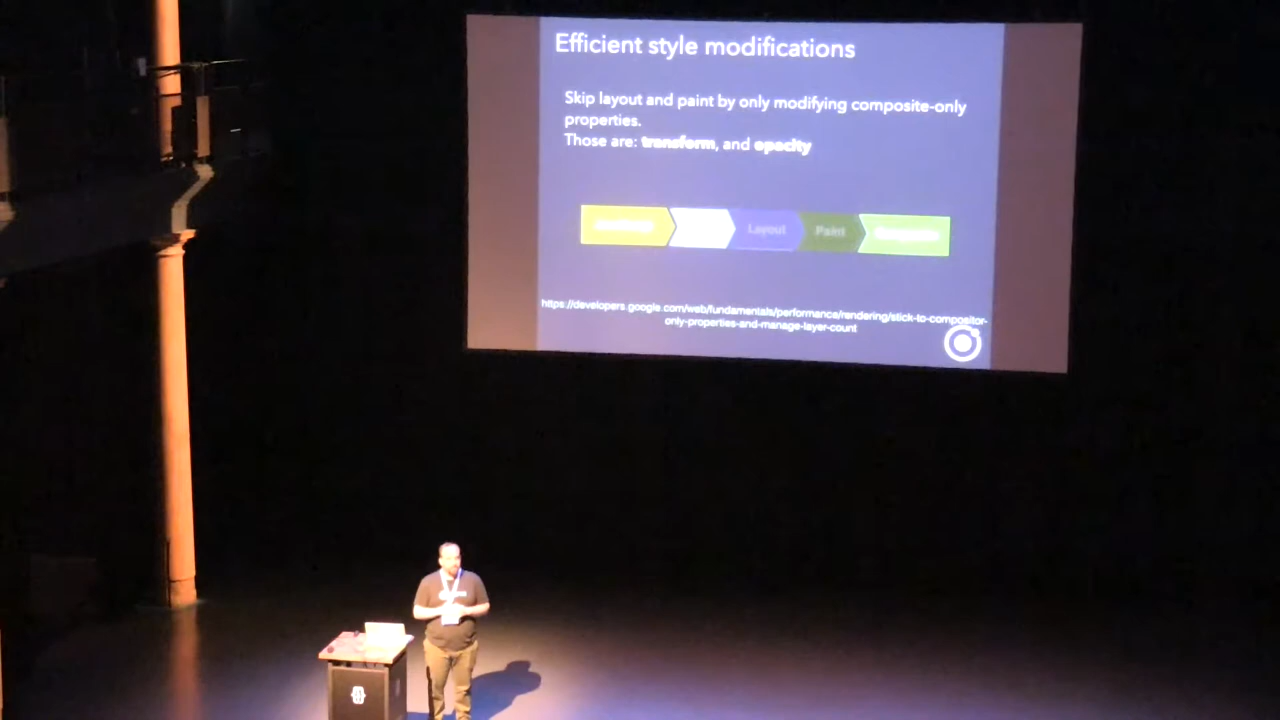 Efficient style modifications
Skip layout and paint by only modifying composite-only
properties.
Those are: transform, and opacity
Layout
Paint
https://developers.google.com/web/fundamentals/performance/rendering/stick-to-compositor-
only-properties-and-manage-layer-count